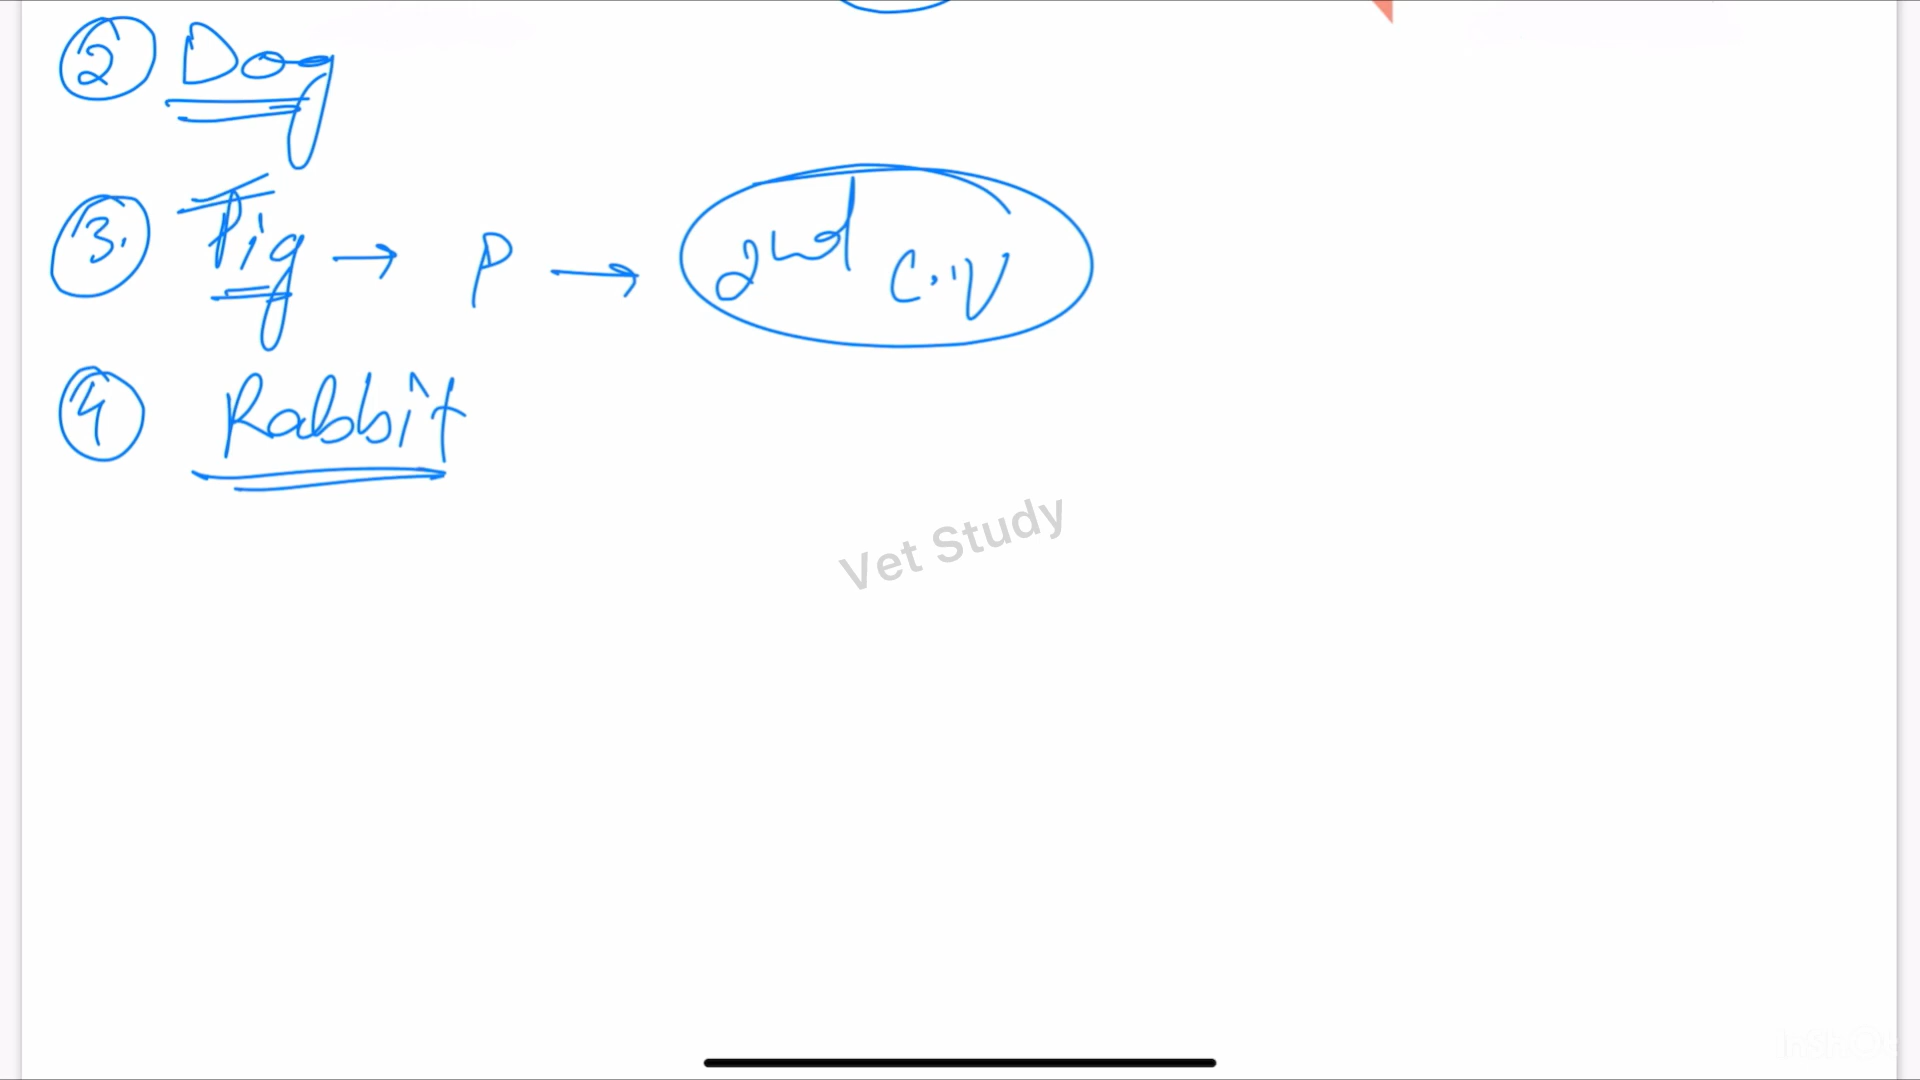 ② Dog
③ Pig → P → 2nd C.V
④ Rabbit
Vet Study